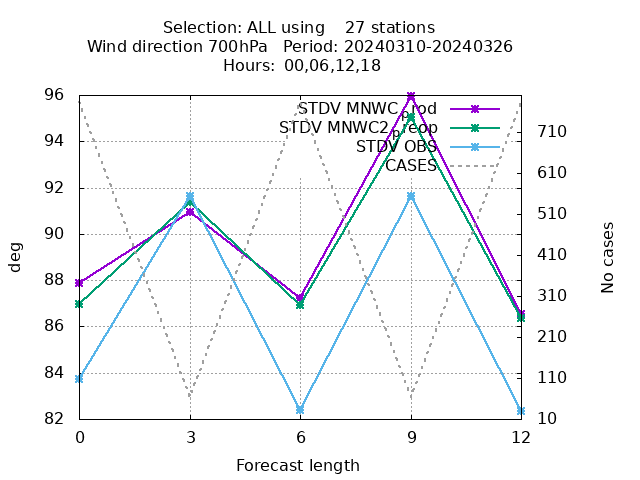 Selection: ALL using    27 stations
Wind direction 700hPa   Period: 20240310-20240326
Hours: 00,06,12,18
STDV MNWC_prod
STDV MNWC2_preop
STDV OBS
CASES
96
94
92
90
88
86
84
82
710
610
510
410
310
210
110
10
deg
No cases
0 3 6 9 12
Forecast length